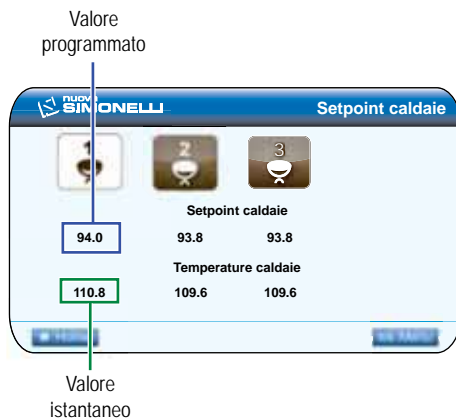 Valore
programmato
nuova
SIMONELLI
Setpoint caldaie
1 2 3
Setpoint caldaie
94.0 93.8 93.8
Temperature caldaie
110.8 109.6 109.6
Valore
istantaneo